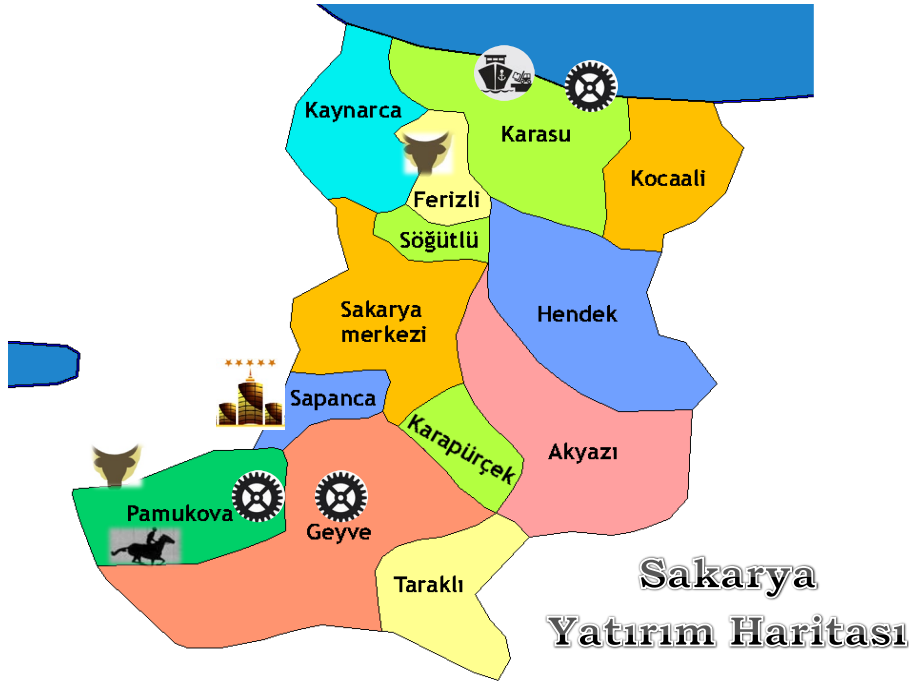 Kaynarca
Karasu
Kocaali
Ferizli
Söğütlü
Sakarya
merkezi
Hendek
Sapanca
Karapürçek
Akyazı
Pamukova
Geyve
Taraklı
Sakarya
Yatırım Haritası